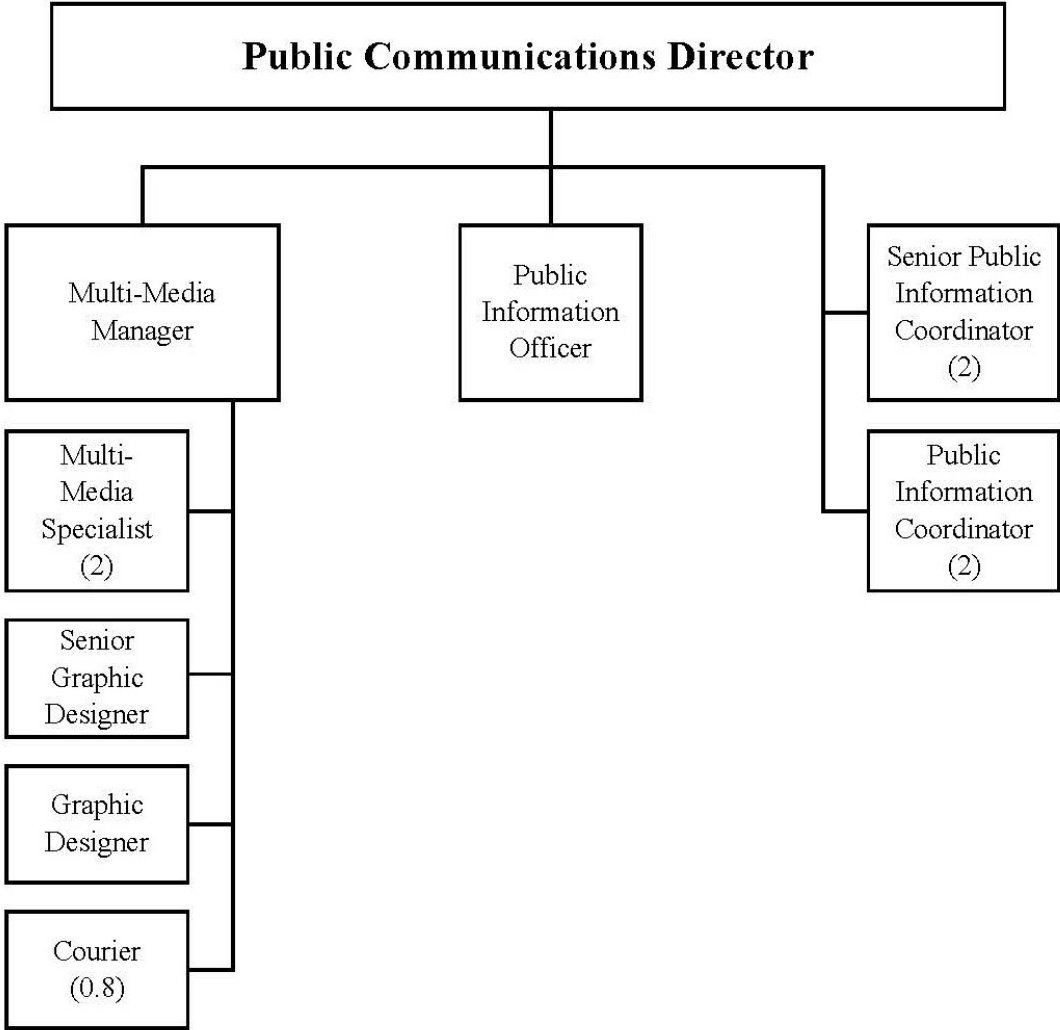 Public Communications Director
Multi-Media
Manager
Public
Information
Officer
Senior Public
Information
Coordinator
(2)
Multi-
Media
Specialist
(2)
Public
Information
Coordinator
(2)
Senior
Graphic
Designer
Graphic
Designer
Courier
(0.8)